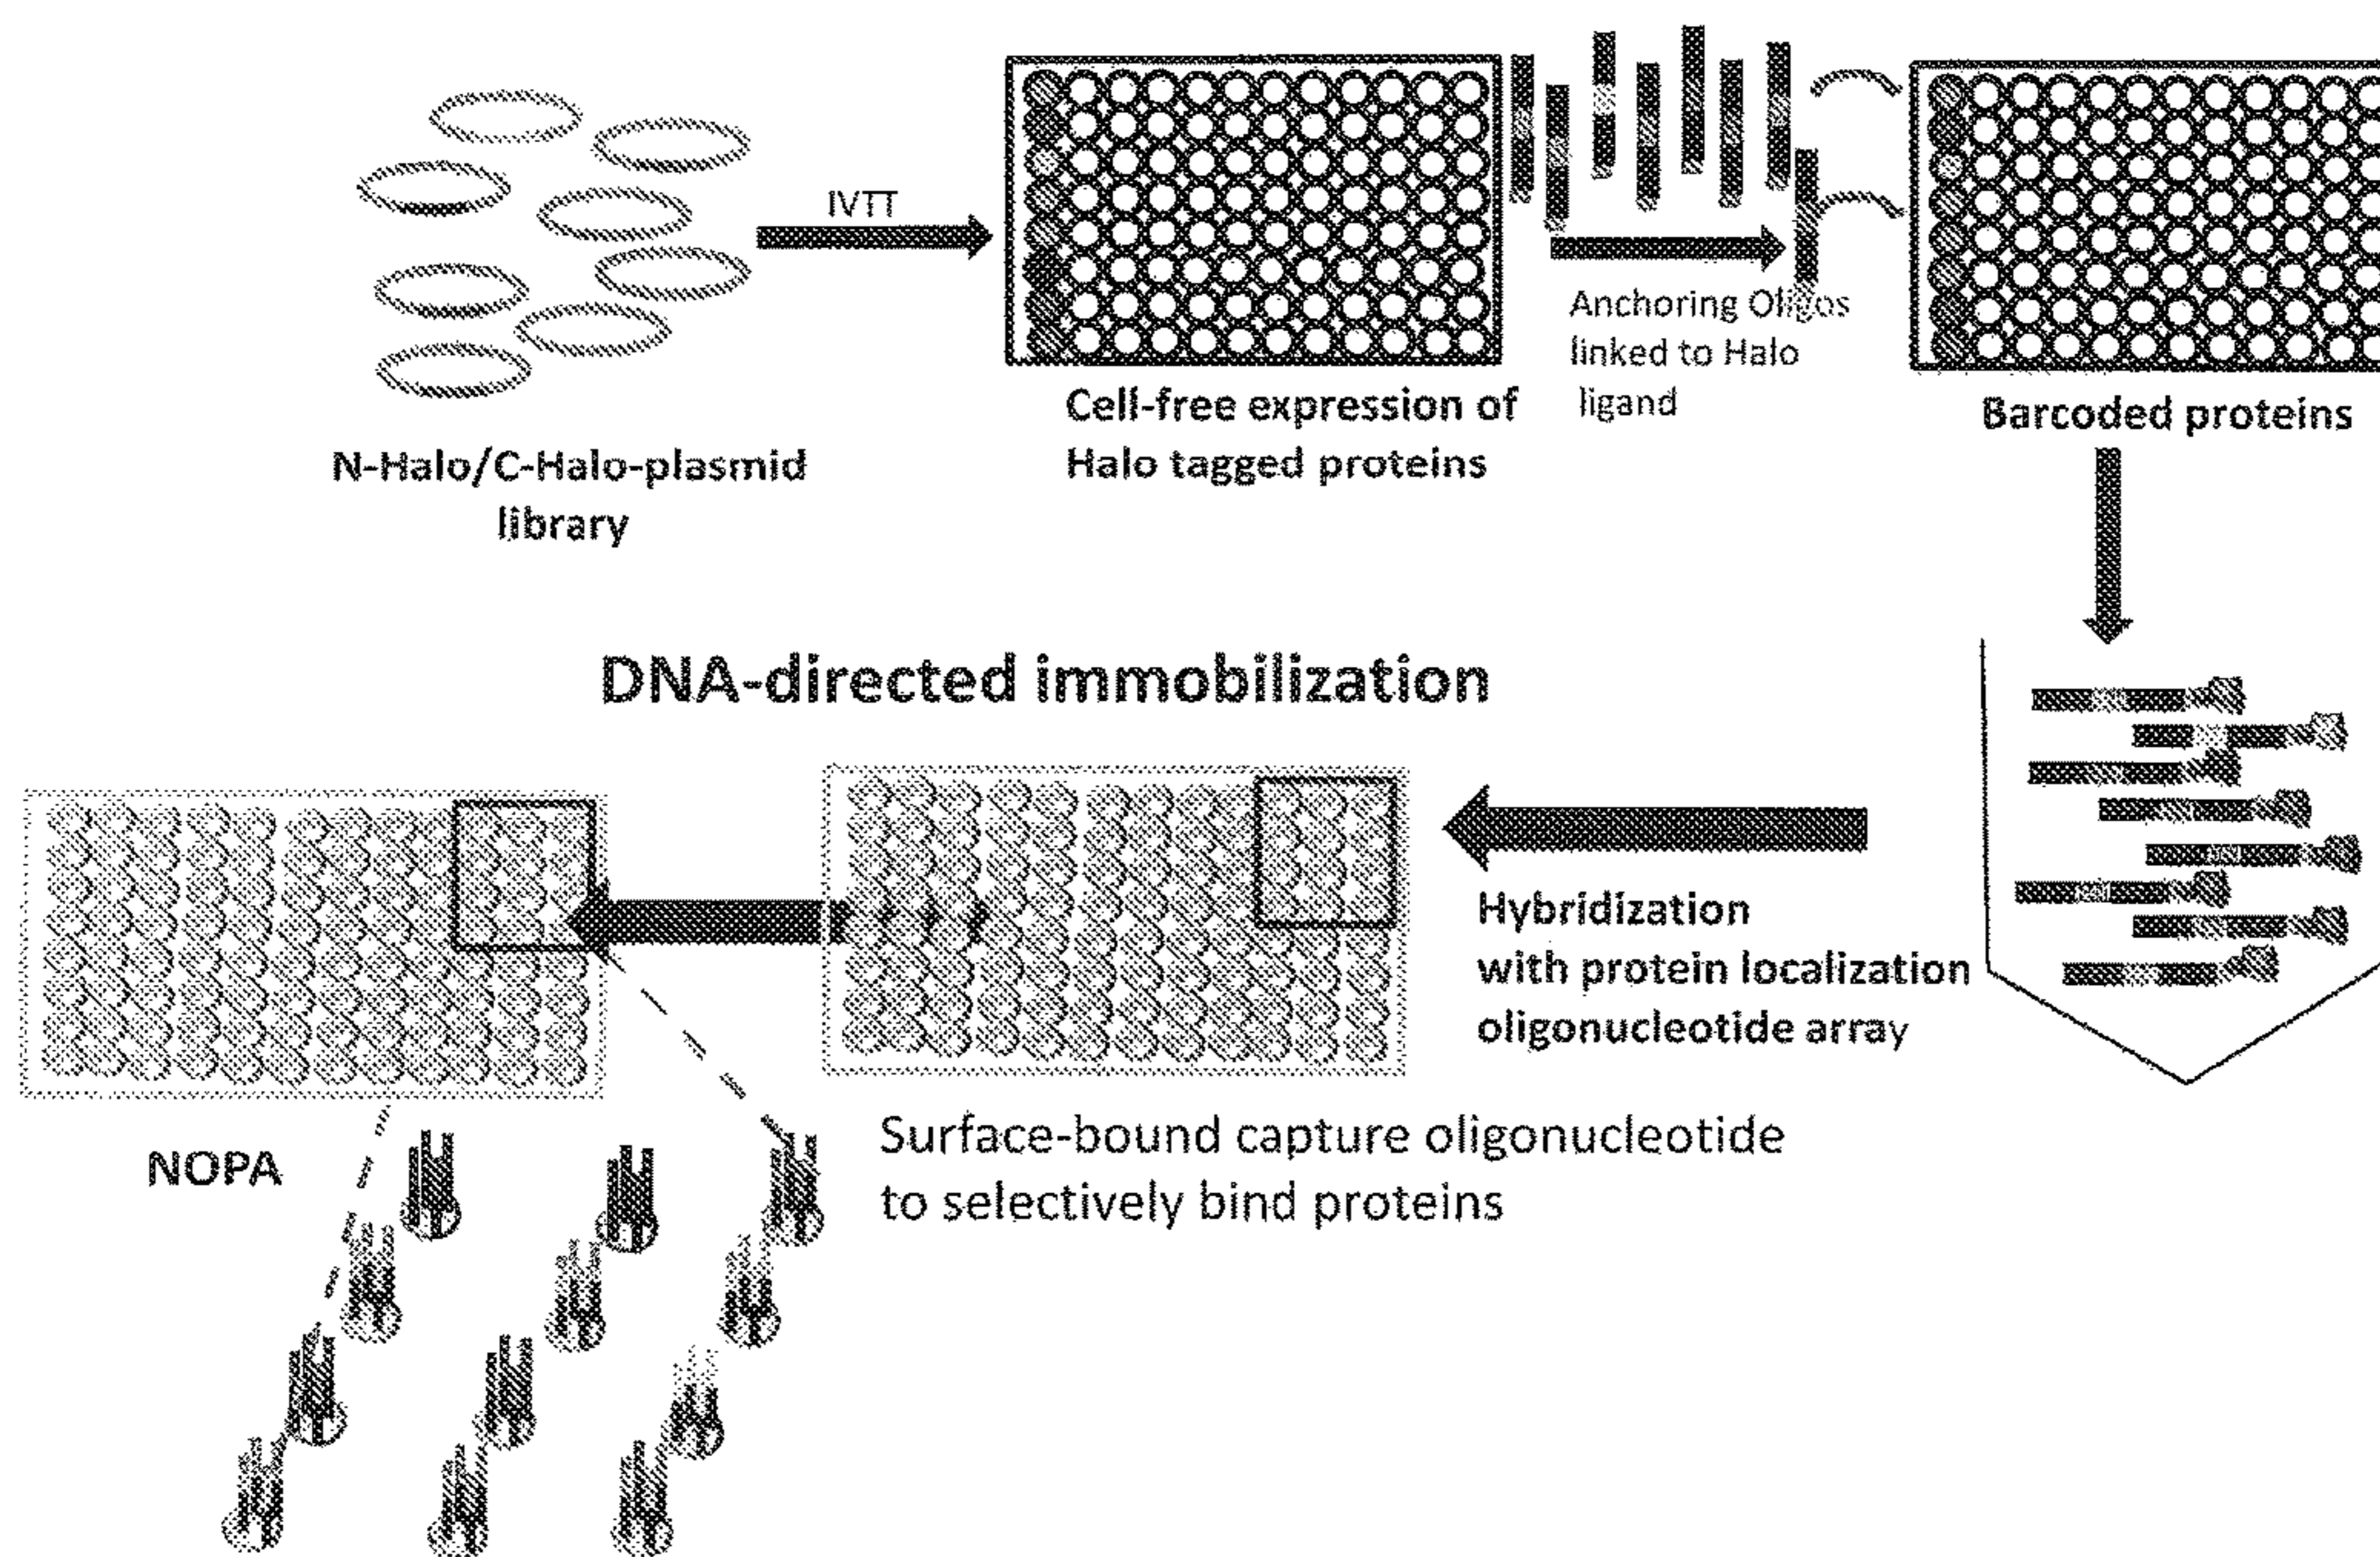 IVTT
N-Halo/C-Halo-plasmid
library
Cell-free expression of
Halo tagged proteins
Anchoring Oligos
linked to Halo
ligand
Barcoded proteins
DNA-directed immobilization
Hybridization
with protein localization
oligonucleotide array
Surface-bound capture oligonucleotide
to selectively bind proteins
NOPA